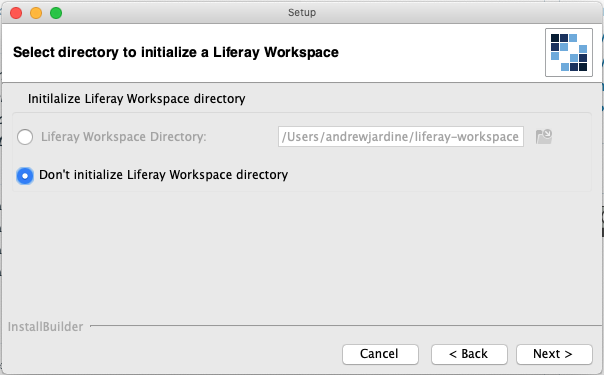 Setup
Select directory to initialize a Liferay Workspace
Initilalize Liferay Workspace directory
Liferay Workspace Directory: /Users/andrewjardine/liferay-workspace
Don't initialize Liferay Workspace directory
InstallBuilder
Cancel < Back Next >